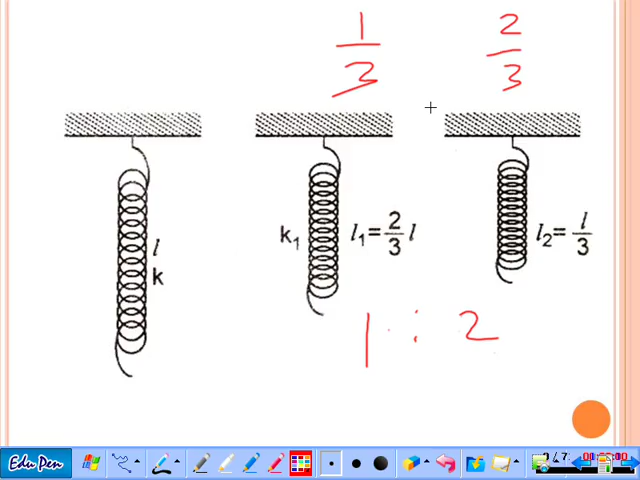 1/3
2/3
l
k
k₁
l₁ = 2/3 l
l₂ = l/3
1 : 2
Edu Pen